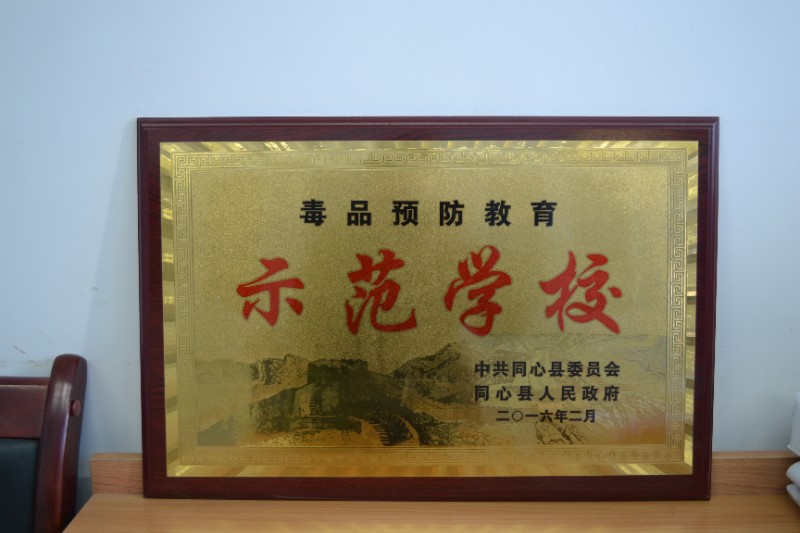 毒品预防教育
示范学校
中共同心县委员会
同心县人民政府
二〇一六年二月